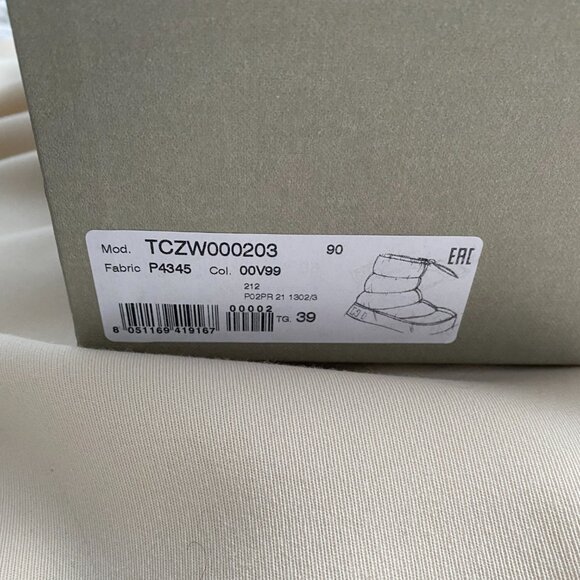 Mod. TCZW000203 90 EAC
Fabric P4345 Col. 00V99
212
P02PR 21 1302/3
00002
TG. 39
8 051169 419167